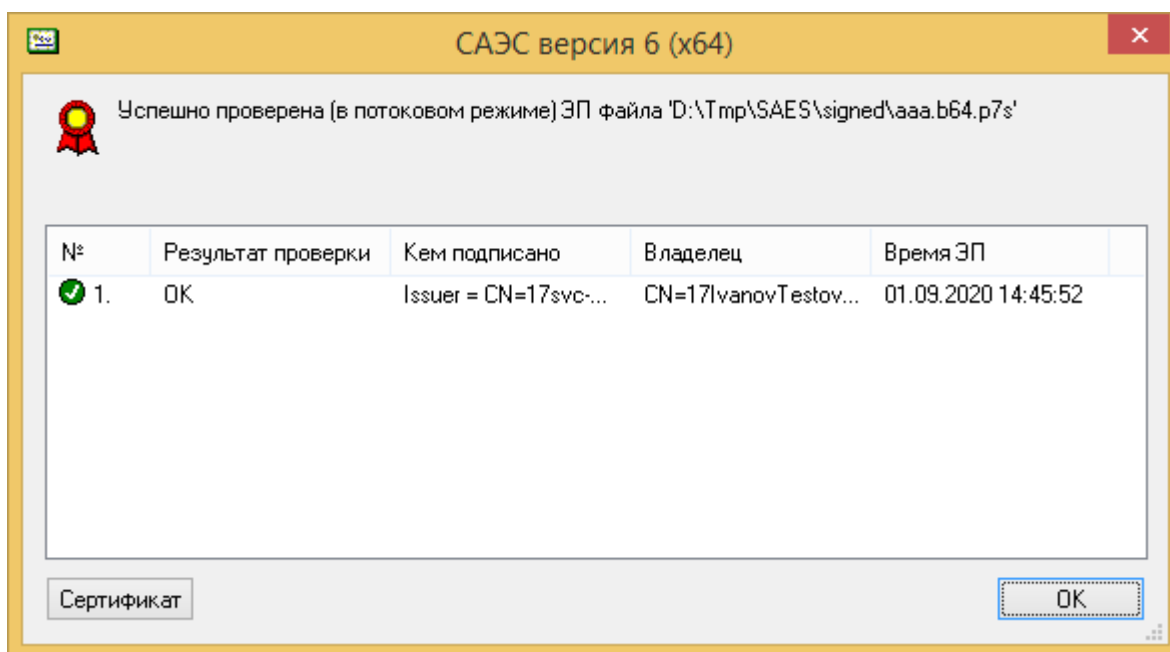 САЭС версия 6 (x64)
Успешно проверена (в потоковом режиме) ЭП файла 'D:\Tmp\SAES\signed\aaa.b64.p7s'
№ Результат проверки Кем подписано Владелец Время ЭП
1. OK Issuer = CN=17svc-... CN=17IvanovTestov... 01.09.2020 14:45:52
Сертификат OK